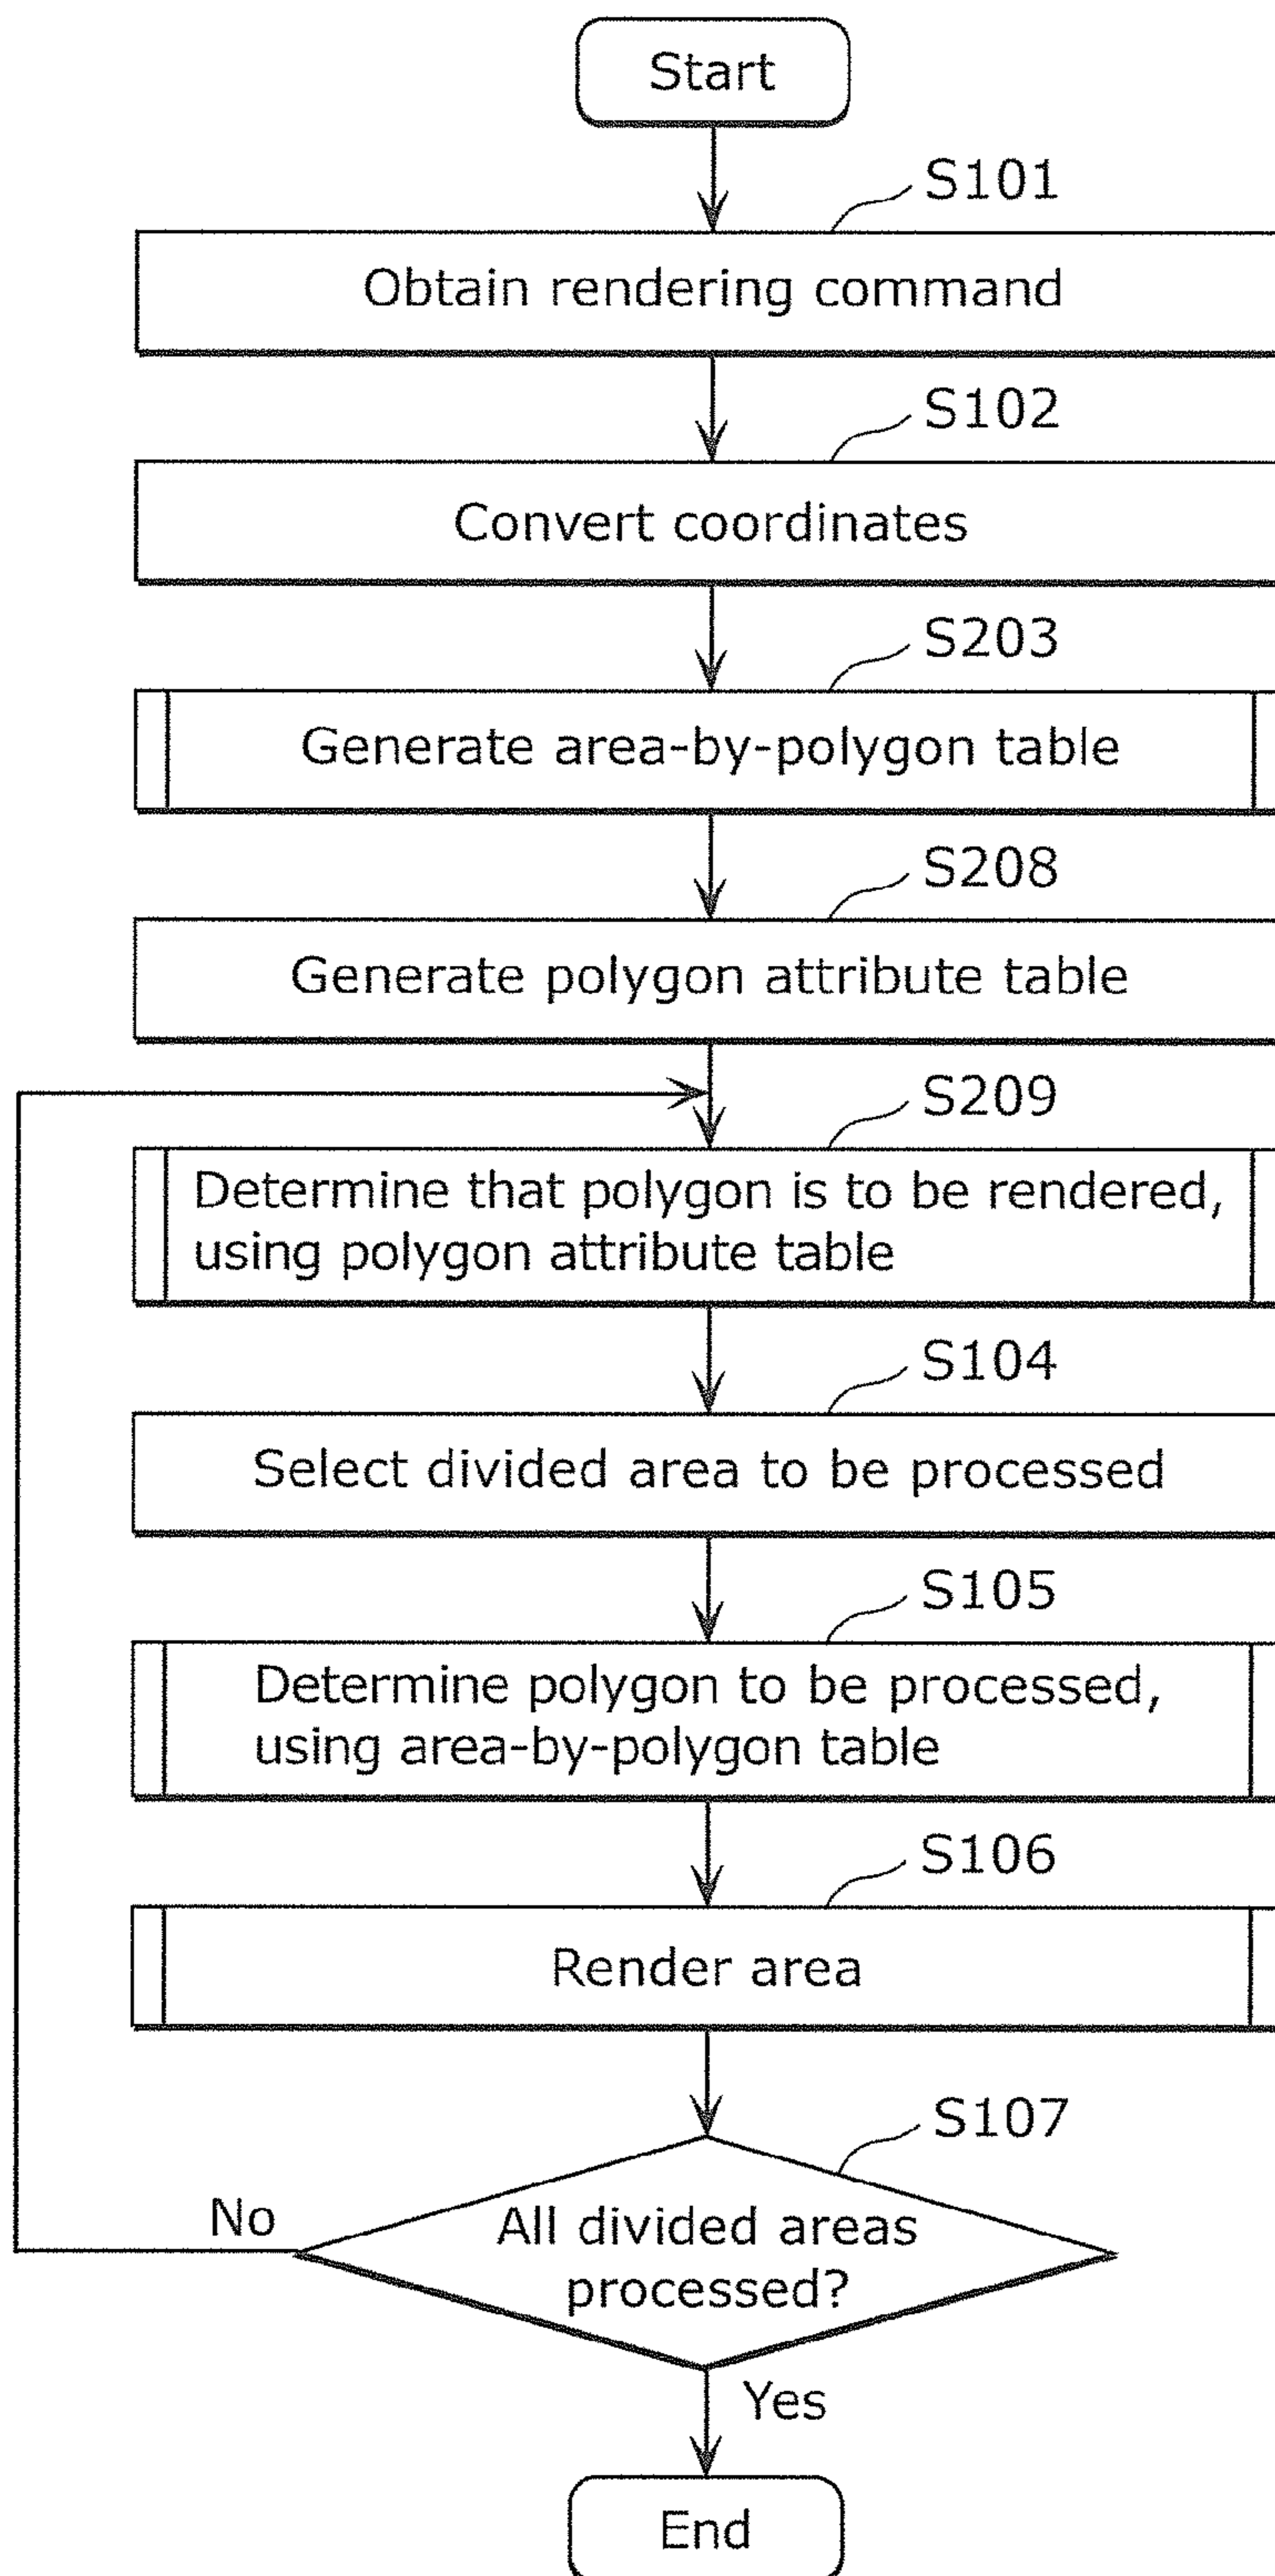 Start
S101
Obtain rendering command
S102
Convert coordinates
S203
Generate area-by-polygon table
S208
Generate polygon attribute table
S209
Determine that polygon is to be rendered,
using polygon attribute table
S104
Select divided area to be processed
S105
Determine polygon to be processed,
using area-by-polygon table
S106
Render area
S107
All divided areas
processed?
No
Yes
End